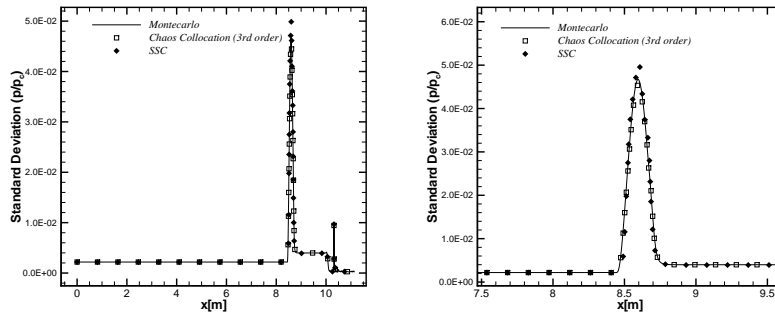 Standard Deviation (p/pc)
5.0E-02
4.0E-02
3.0E-02
2.0E-02
1.0E-02
0.0E+00
Montecarlo
Chaos Collocation (3rd order)
SSC
0 2 4 6 8 10
x[m]
Standard Deviation (p/pc)
6.0E-02
5.0E-02
4.0E-02
3.0E-02
2.0E-02
1.0E-02
0.0E+00
Montecarlo
Chaos Collocation (3rd order)
SSC
7.5 8 8.5 9 9.5
x[m]